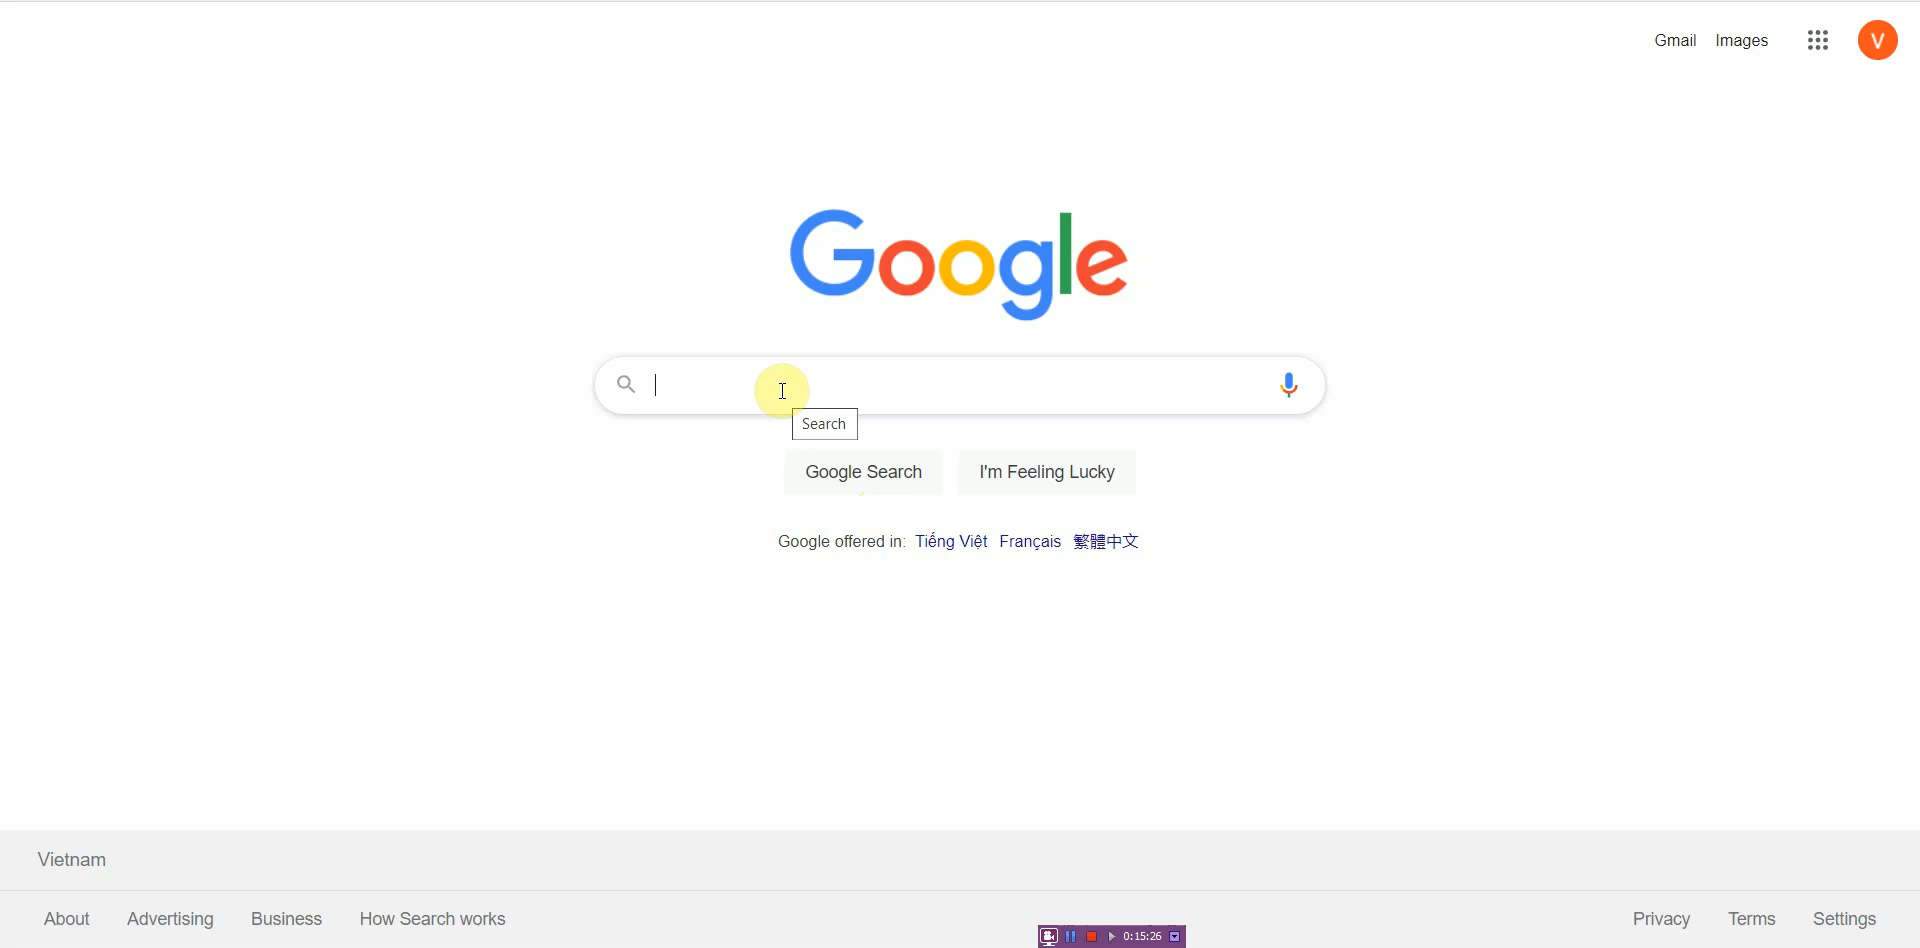 Gmail Images V
Google
Search
Google Search I'm Feeling Lucky
Google offered in: Tiếng Việt Français 繁體中文
Vietnam
About Advertising Business How Search works Privacy Terms Settings
0:15:26